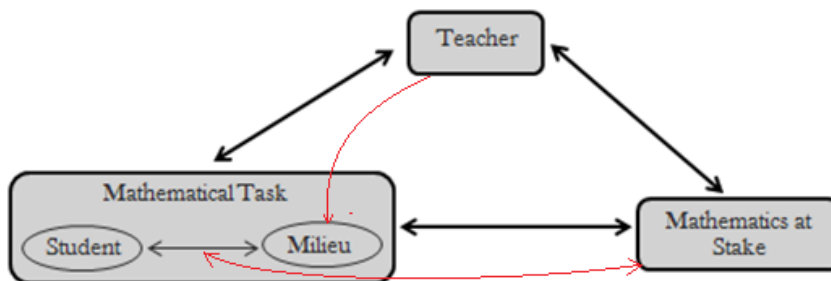 Teacher
Mathematical Task
Student
Milieu
Mathematics at
Stake